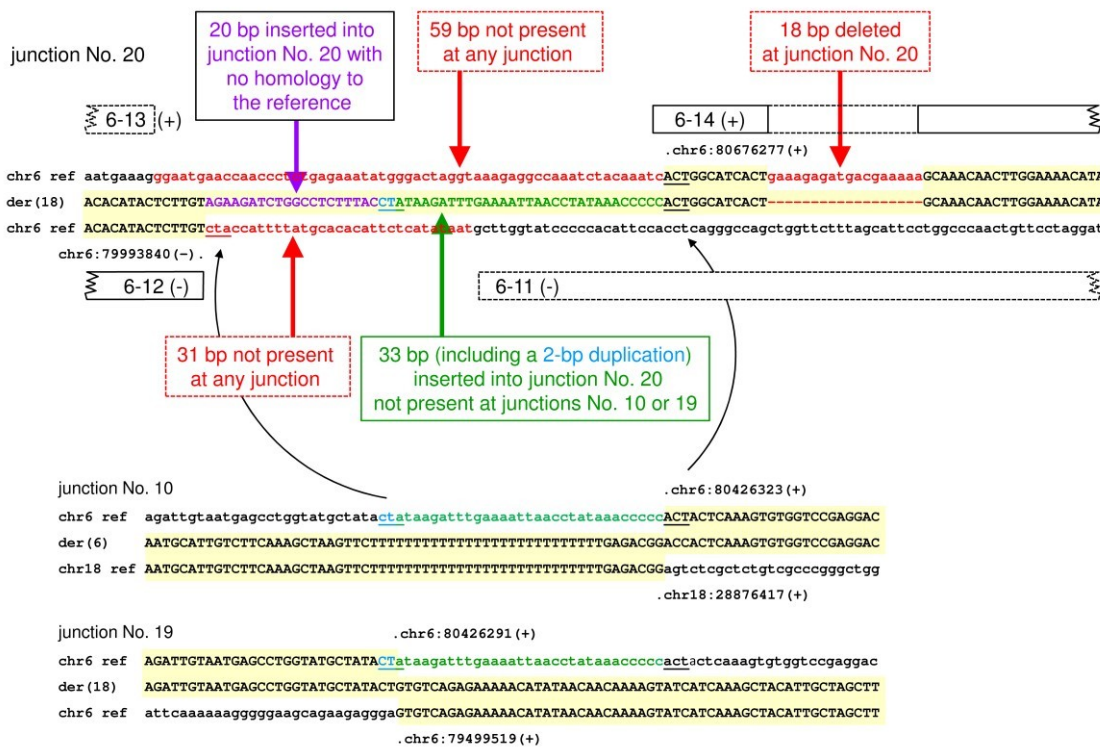 junction No. 20
20 bp inserted into
junction No. 20 with
no homology to
the reference
59 bp not present
at any junction
18 bp deleted
at junction No. 20
6-13 (+)
6-14 (+)
.chr6:80676277(+)
chr6 ref aatgaaagggaatgaaccaaccctttgagaaatatgggactaggtaaagaggccaaatctacaaatcACTGGCATCACTgaaagagatgacgaaaaaGCAAACAACTTGGAAAACATA
der(18) ACACATACTCTTGTAGAAGATCTGGCCTCTTTACCTATAAGATTTGAAAATTAACCTATAAACCCCCACTGGCATCACT------------------GCAAACAACTTGGAAAACATA
chr6 ref ACACATACTCTTGTctaccattttatgcacacattctcatacaatgcttggtatcccccacattccacctcagggccagctggttctttagcattcctggcccaactgttcctaggat
chr6:79993840(-).
6-12 (-)
6-11 (-)
31 bp not present
at any junction
33 bp (including a 2-bp duplication)
inserted into junction No. 20
not present at junctions No. 10 or 19
junction No. 10
.chr6:80426323(+)
chr6 ref agattgtaatgagcctggtatgctatactataagatttgaaaattaacctataaacccccACTACTCAAAGTGTGGTCCGAGGAC
der(6) AATGCATTGTCTTCAAAGCTAAGTTCTTTTTTTTTTTTTTTTTTTTTTTTTTTGAGACGGACCACTCAAAGTGTGGTCCGAGGAC
chr18 ref AATGCATTGTCTTCAAAGCTAAGTTCTTTTTTTTTTTTTTTTTTTTTTTTTTTGAGACGGagtctcgctctgtcgcccgggctgg
.chr18:28876417(+)
junction No. 19
.chr6:80426291(+)
chr6 ref AGATTGTAATGAGCCTGGTATGCTATACTataagatttgaaaattaacctataaacccccactactcaaagtgtggtccgaggac
der(18) AGATTGTAATGAGCCTGGTATGCTATACTGTGTCAGAGAAAAACATATAACAACAAAAGTATCATCAAAGCTACATTGCTAGCTT
chr6 ref attcaaaaaagggggaagcagaagagggaGTGTCAGAGAAAAACATATAACAACAAAAGTATCATCAAAGCTACATTGCTAGCTT
.chr6:79499519(+)